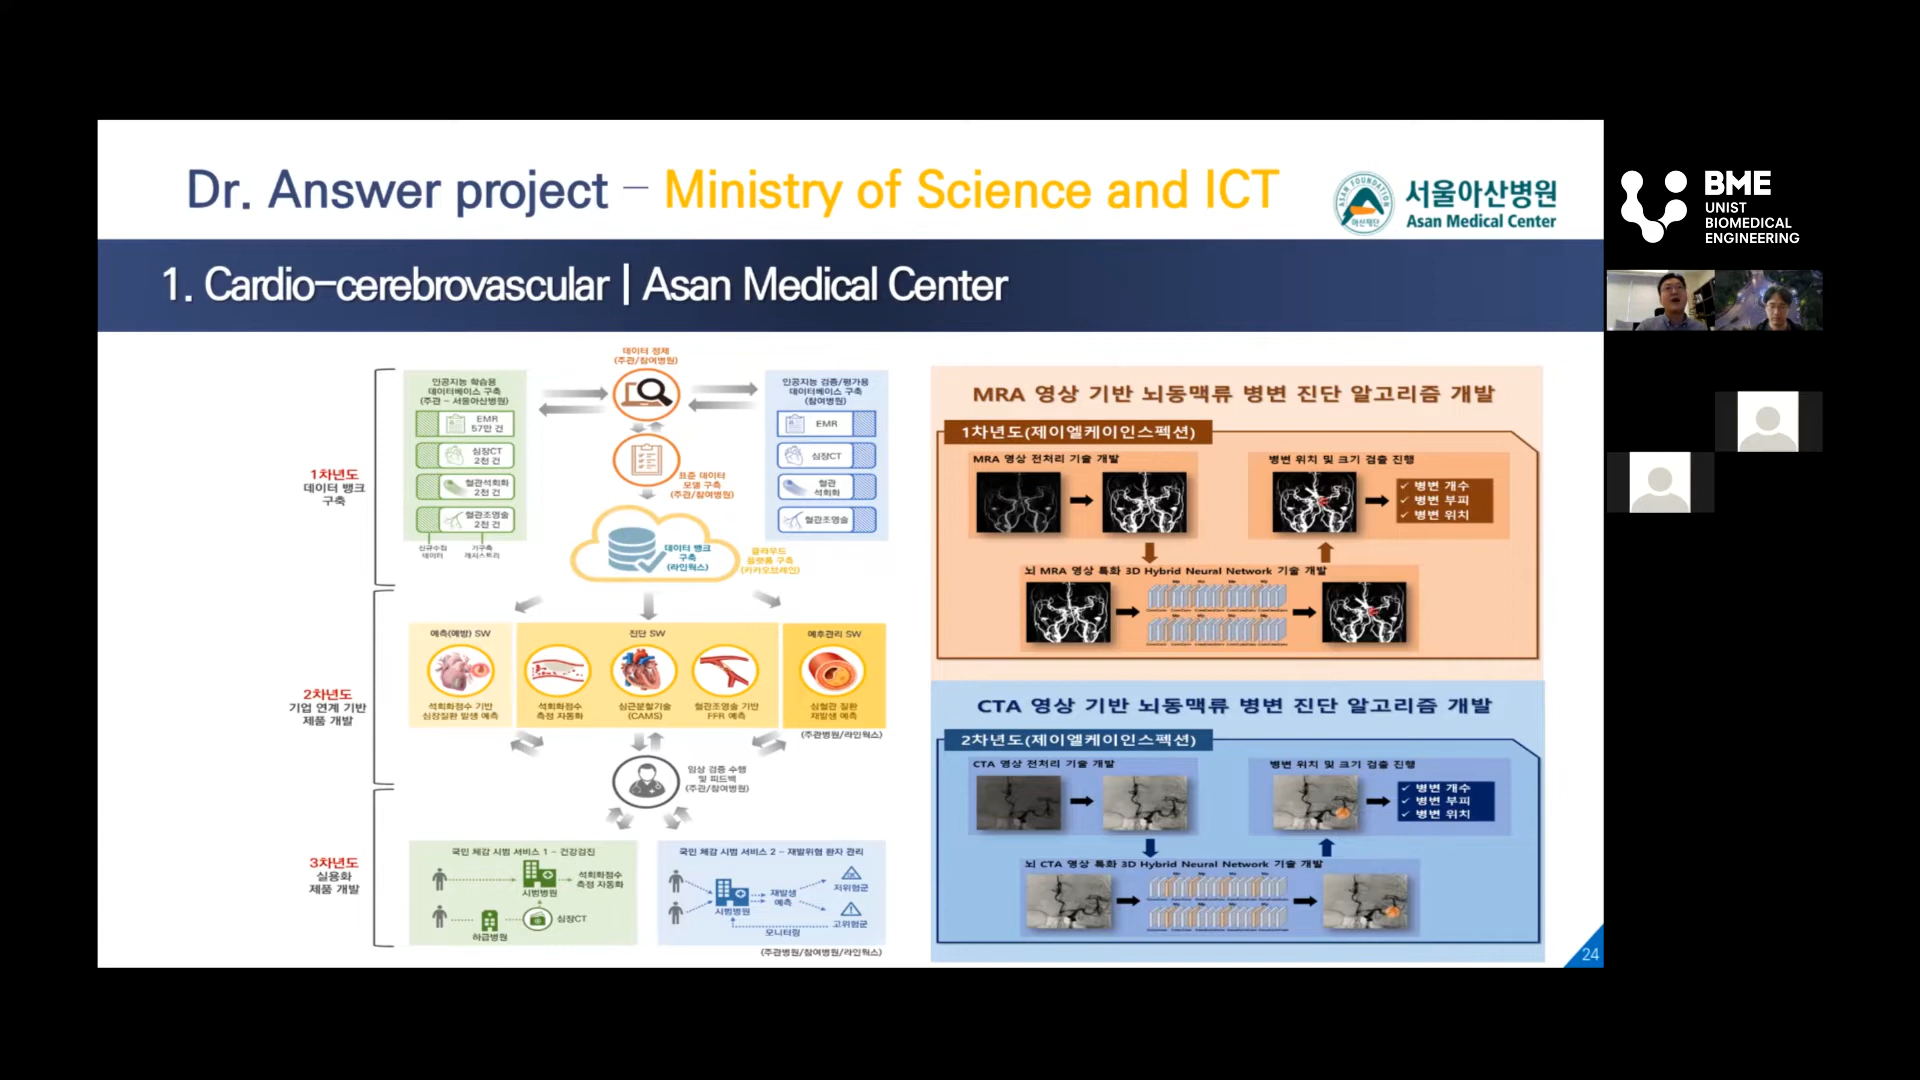 Dr. Answer project – Ministry of Science and ICT
서울아산병원
Asan Medical Center
ASAN FOUNDATION
아산재단
BME
UNIST
BIOMEDICAL
ENGINEERING
1. Cardio-cerebrovascular | Asan Medical Center
데이터 정제
(주관/참여병원)
인공지능 학습용
데이터베이스 구축
(주관 - 서울아산병원)
EMR
57만 건
심장CT
2천 건
혈관석회화
2천 건
혈관조영술
2천 건
신규수집
데이터
기구축
레지스트리
인공지능 검증/평가용
데이터베이스 구축
(참여병원)
EMR
심장CT
혈관
석회화
혈관조영술
표준 데이터
모델 구축
(주관/참여병원)
데이터 뱅크
구축
(라인웍스)
클라우드
플랫폼 구축
(카카오브레인)
1차년도
데이터 뱅크
구축
2차년도
기업 연계 기반
제품 개발
예측(예방) SW
석회화점수 기반
심장질환 발생 예측
진단 SW
석회화점수
측정 자동화
심근분할기술
(CAMS)
혈관조영술 기반
FFR 예측
예후관리 SW
심혈관 질환
재발생 예측
(주관병원/라인웍스)
임상 검증 수행
및 피드백
(주관/참여병원)
3차년도
실용화
제품 개발
국민 체감 시범 서비스 1 - 건강검진
시범병원
석회화점수
측정 자동화
하급병원
심장CT
국민 체감 시범 서비스 2 - 재발위험 환자 관리
시범병원
재발생
예측
저위험군
고위험군
모니터링
(주관병원/참여병원/라인웍스)
MRA 영상 기반 뇌동맥류 병변 진단 알고리즘 개발
1차년도(제이엘케이인스펙션)
MRA 영상 전처리 기술 개발
병변 위치 및 크기 검출 진행
✓ 병변 개수
✓ 병변 부피
✓ 병변 위치
뇌 MRA 영상 특화 3D Hybrid Neural Network 기술 개발
CTA 영상 기반 뇌동맥류 병변 진단 알고리즘 개발
2차년도(제이엘케이인스펙션)
CTA 영상 전처리 기술 개발
병변 위치 및 크기 검출 진행
✓ 병변 개수
✓ 병변 부피
✓ 병변 위치
뇌 CTA 영상 특화 3D Hybrid Neural Network 기술 개발
24